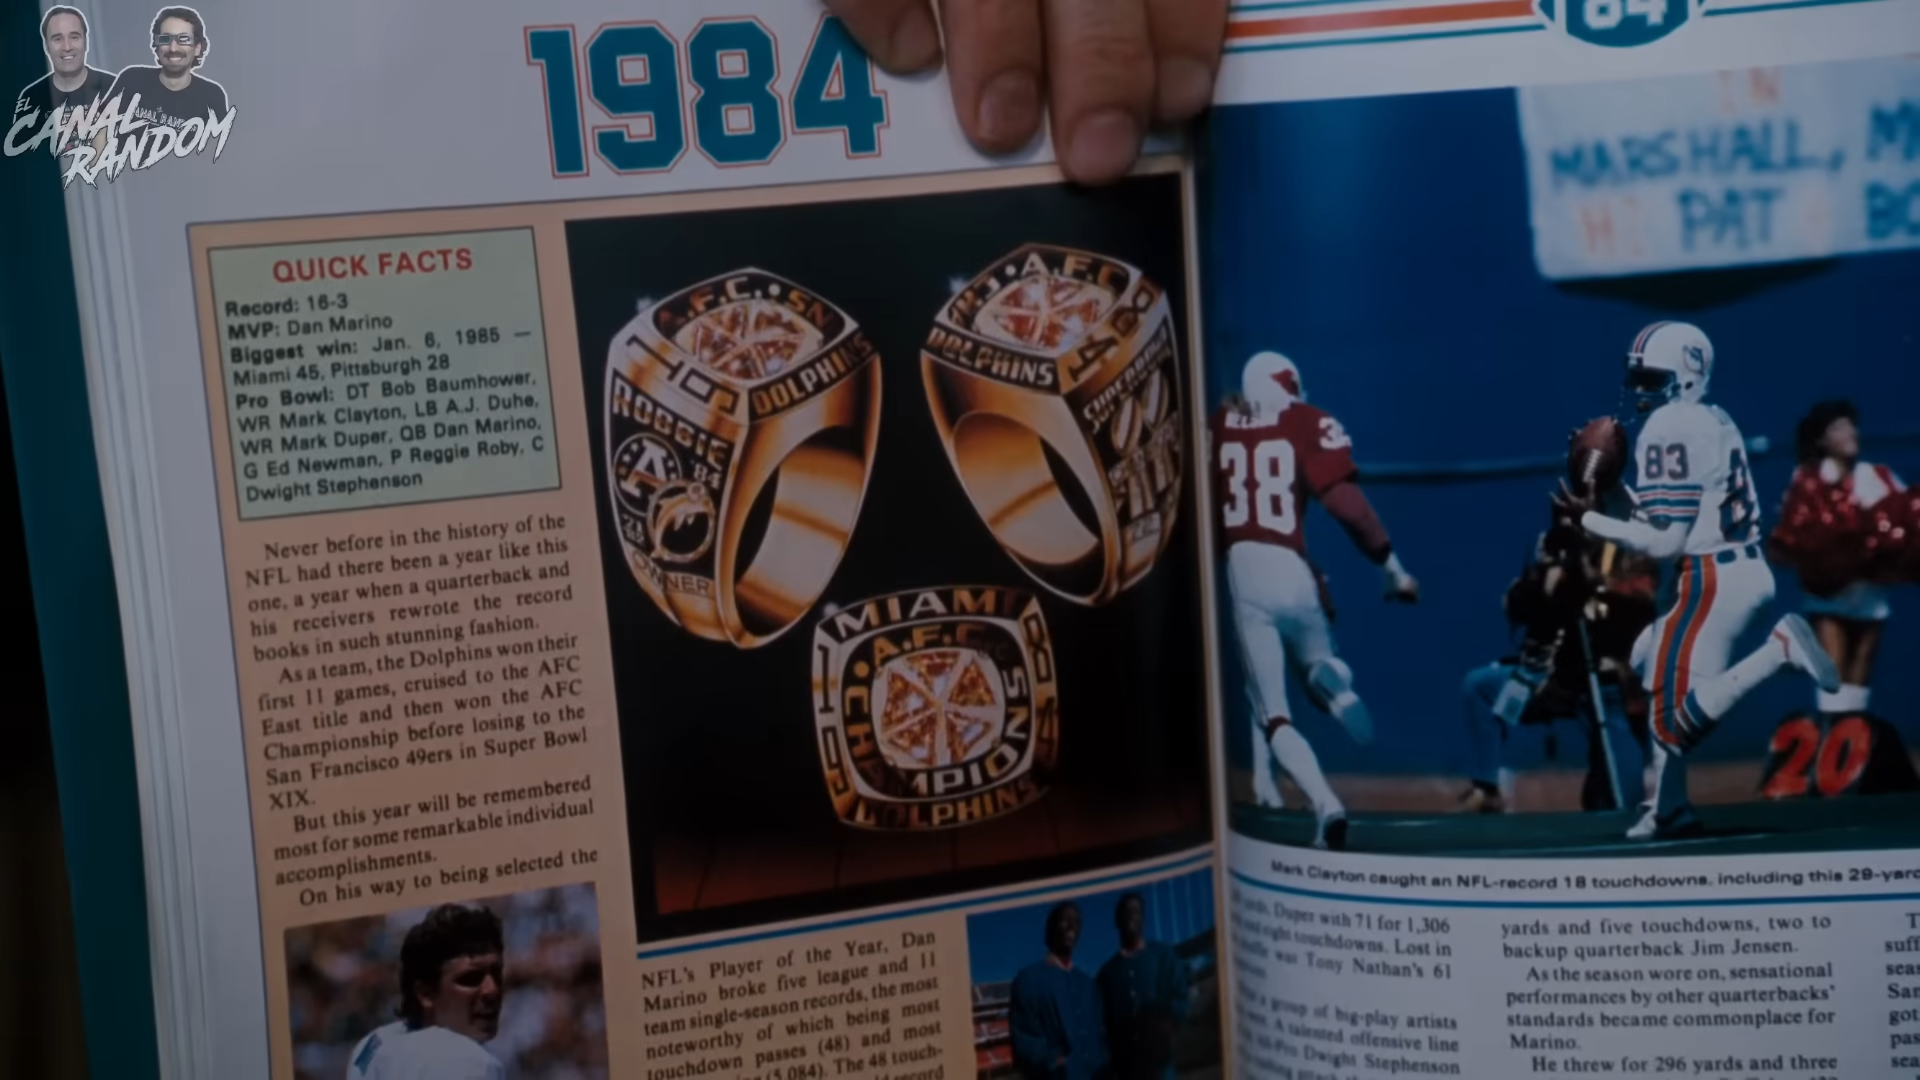 EL
CANAL
RANDOM
1984
84
MARSHALL,
PAT
QUICK FACTS
Record: 16-3
MVP: Dan Marino
Biggest win: Jan. 6, 1985 —
Miami 45, Pittsburgh 28
Pro Bowl: DT Bob Baumhower,
WR Mark Clayton, LB A.J. Duhe,
WR Mark Duper, QB Dan Marino,
G Ed Newman, P Reggie Roby, C
Dwight Stephenson
Never before in the history of the
NFL had there been a year like this
one, a year when a quarterback and
his receivers rewrote the record
books in such stunning fashion.
As a team, the Dolphins won their
first 11 games, cruised to the AFC
East title and then won the AFC
Championship before losing to the
San Francisco 49ers in Super Bowl
XIX.
But this year will be remembered
most for some remarkable individual
accomplishments.
On his way to being selected the
DOLPHINS
ROBBIE
'84
OWNER
A.F.C.
DOLPHINS
MIAMI
A.F.C.
CHAMPIONS
DOLPHINS
38
83
20
NFL's Player of the Year, Dan
Marino broke five league and 11
team single-season records, the most
noteworthy of which being most
touchdown passes (48) and most
(5,084). The 48 touch-
record
Mark Clayton caught an NFL-record 18 touchdowns, including this 29-yard
yards, Duper with 71 for 1,306
and eight touchdowns. Lost in
was Tony Nathan's 61
a group of big-play artists
A talented offensive line
Dwight Stephenson
yards and five touchdowns, two to
backup quarterback Jim Jensen.
As the season wore on, sensational
performances by other quarterbacks'
standards became commonplace for
Marino.
He threw for 296 yards and three